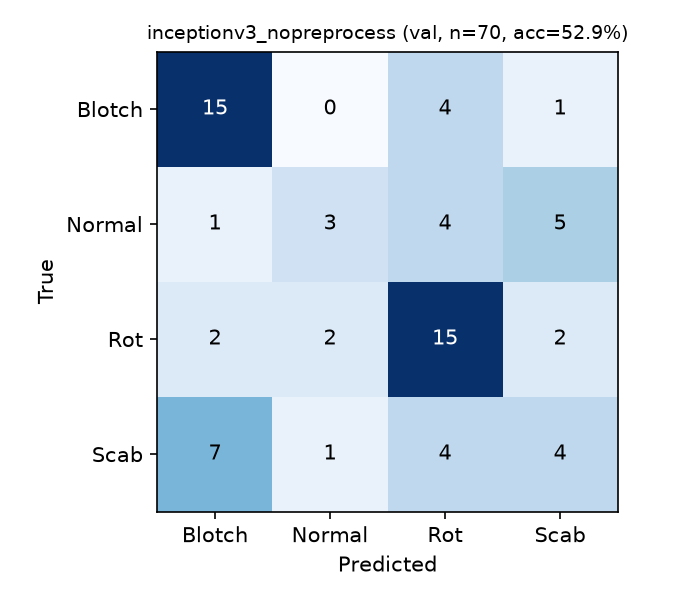 inceptionv3_nopreprocess (val, n=70, acc=52.9%)
Blotch 15 0 4 1
Normal 1 3 4 5
Rot 2 2 15 2
Scab 7 1 4 4
True
Blotch Normal Rot Scab
Predicted